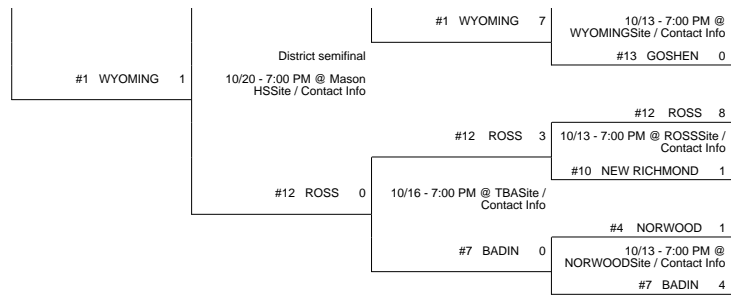 #1 WYOMING 7
10/13 - 7:00 PM @
WYOMINGSite / Contact Info
#13 GOSHEN 0
District semifinal
10/20 - 7:00 PM @ Mason
HSSite / Contact Info
#1 WYOMING 1
#12 ROSS 8
#12 ROSS 3
10/13 - 7:00 PM @ ROSSSite /
Contact Info
#10 NEW RICHMOND 1
#12 ROSS 0
10/16 - 7:00 PM @ TBASite /
Contact Info
#4 NORWOOD 1
#7 BADIN 0
10/13 - 7:00 PM @
NORWOODSite / Contact Info
#7 BADIN 4